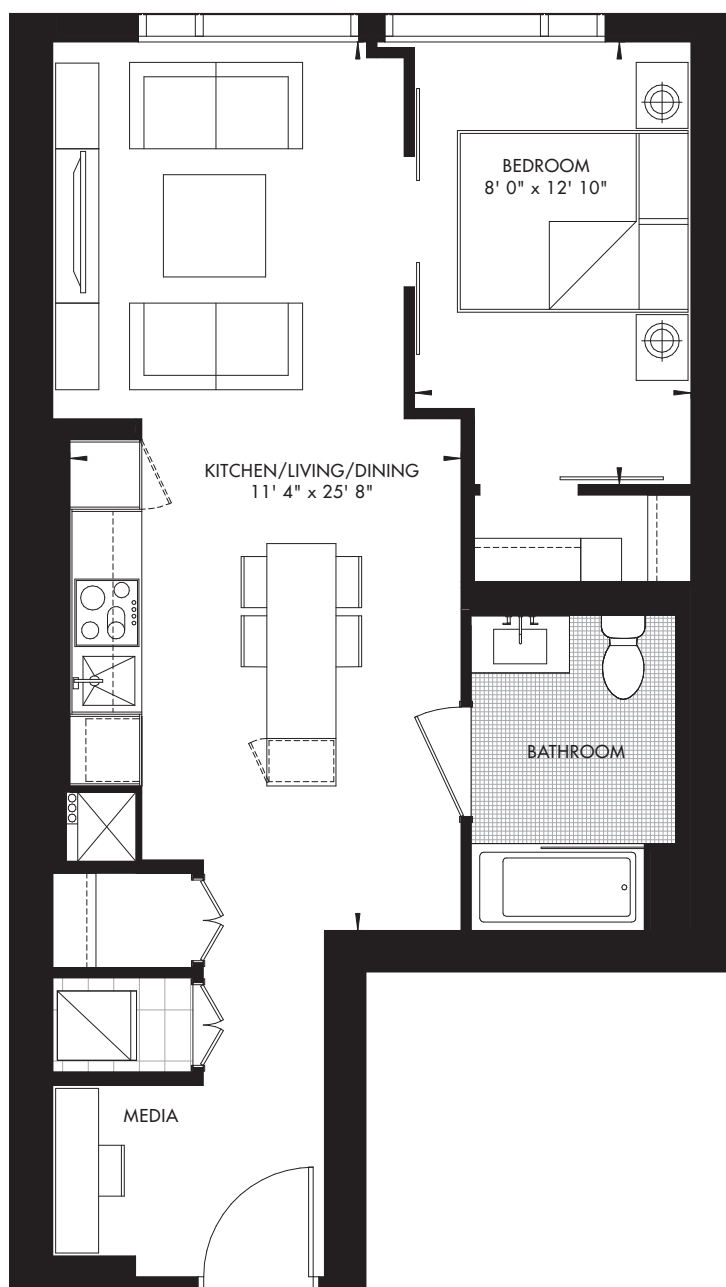 BEDROOM
8' 0" x 12' 10"
KITCHEN/LIVING/DINING
11' 4" x 25' 8"
BATHROOM
MEDIA